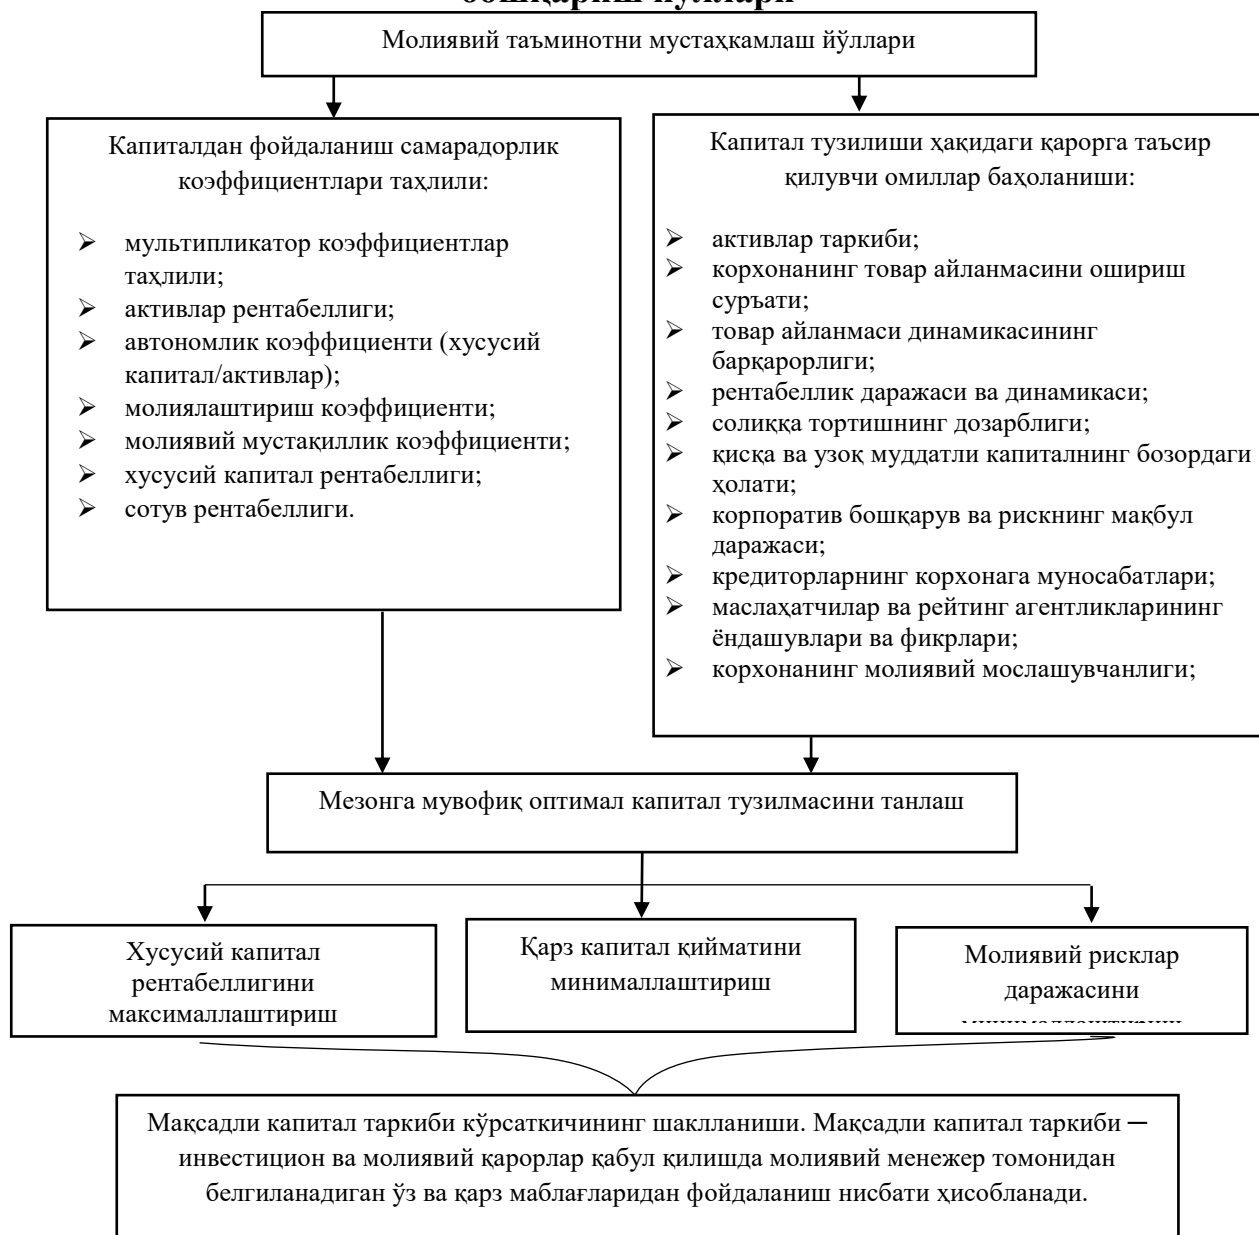 Молиявий таъминотни мустаҳкамлаш йўллари
Капиталдан фойдаланиш самарадорлик
коэффициентлари таҳлили:
➢ мультипликатор коэффициентлар
таҳлили;
➢ активлар рентабеллиги;
➢ автономлик коэффициенти (хусусий
капитал/активлар);
➢ молиялаштириш коэффициенти;
➢ молиявий мустақиллик коэффициенти;
➢ хусусий капитал рентабеллиги;
➢ сотув рентабеллиги.
Капитал тузилиши ҳақидаги қарорга таъсир
қилувчи омиллар баҳоланиши:
➢ активлар таркиби;
➢ корхонанинг товар айланмасини ошириш
суръати;
➢ товар айланмаси динамикасининг
барқарорлиги;
➢ рентабеллик даражаси ва динамикаси;
➢ солиққа тортишнинг дозарблиги;
➢ қисқа ва узоқ муддатли капиталнинг бозордаги
ҳолати;
➢ корпоратив бошқарув ва рискнинг мақбул
даражаси;
➢ кредиторларнинг корхонага муносабатлари;
➢ маслаҳатчилар ва рейтинг агентликларининг
ёндашувлари ва фикрлари;
➢ корхонанинг молиявий мослашувчанлиги;
Мезонга мувофиқ оптимал капитал тузилмасини танлаш
Хусусий капитал
рентабеллигини
максималлаштириш
Қарз капитал қийматини
минималлаштириш
Молиявий рисклар
даражасини
Мақсадли капитал таркиби кўрсаткичининг шаклланиши. Мақсадли капитал таркиби ─
инвестицион ва молиявий қарорлар қабул қилишда молиявий менежер томонидан
белгиланадиган ўз ва қарз маблағларидан фойдаланиш нисбати ҳисобланади.